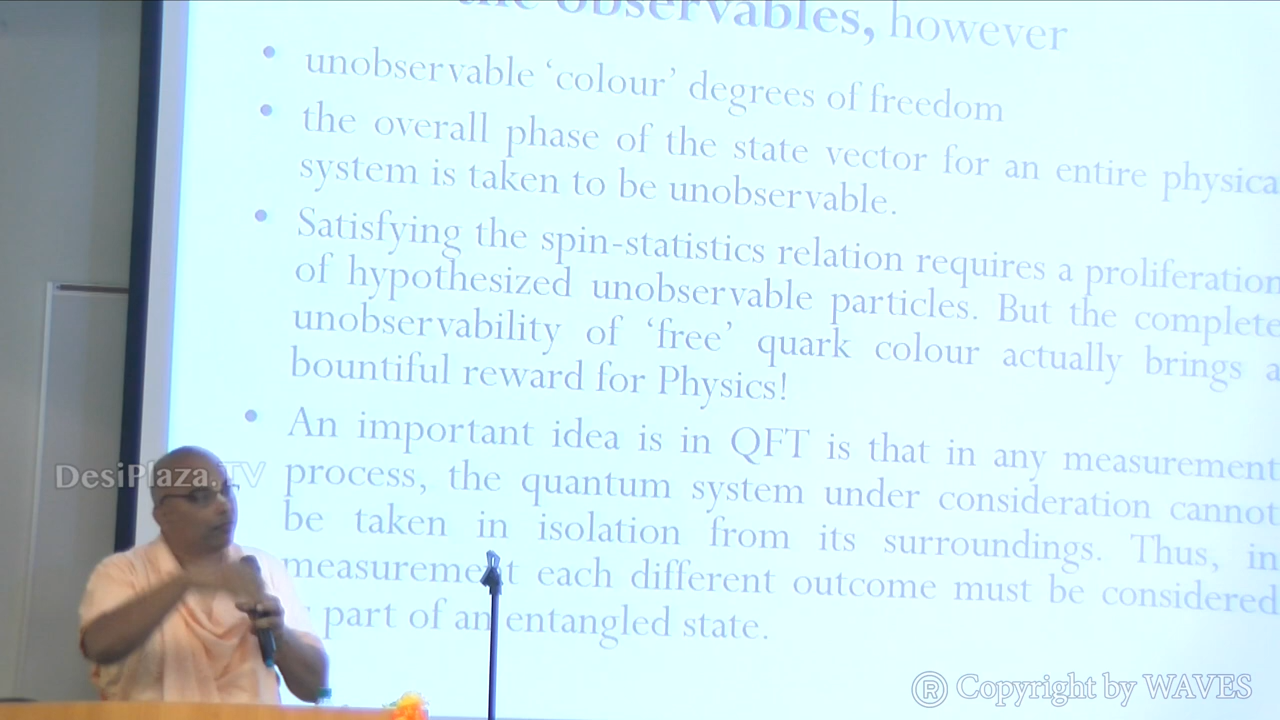 the observables, however
• unobservable ‘colour’ degrees of freedom
• the overall phase of the state vector for an entire physica
system is taken to be unobservable.
• Satisfying the spin-statistics relation requires a proliferation
of hypothesized unobservable particles. But the complete
unobservability of ‘free’ quark colour actually brings a
bountiful reward for Physics!
• An important idea is in QFT is that in any measurement
process, the quantum system under consideration cannot
be taken in isolation from its surroundings. Thus, in
measurement each different outcome must be considered
part of an entangled state.
DesiPlaza.TV
® Copyright by WAVES